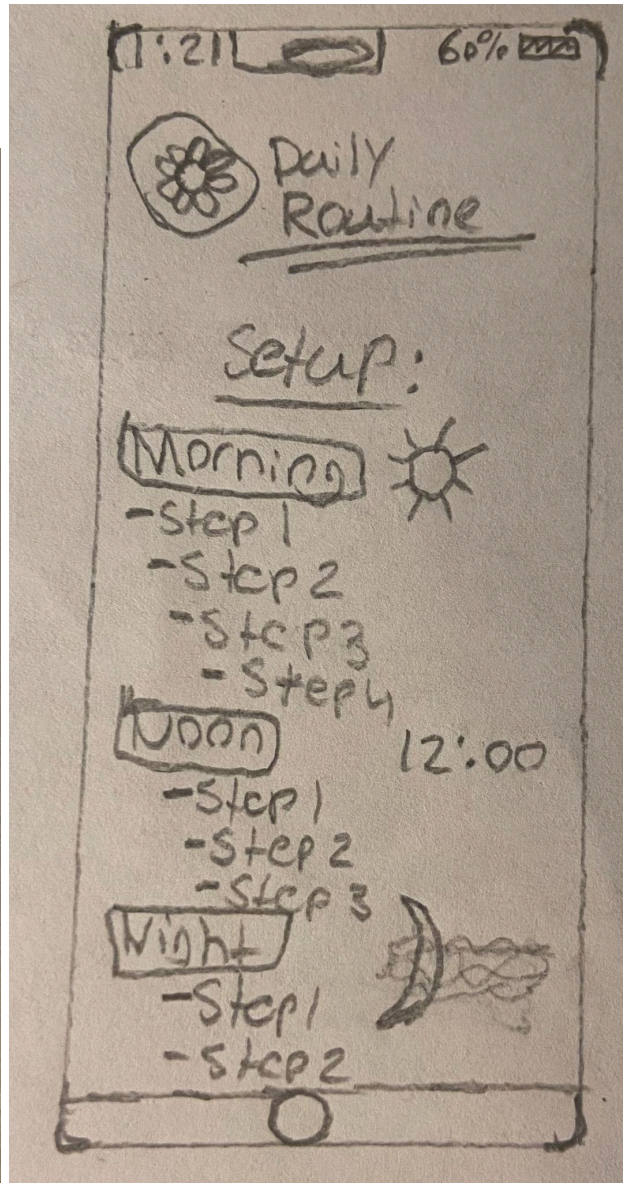 1:21 60%
Daily
Routine
Setup:
Morning
-Step 1
-Step 2
-Step 3
-Step 4
Noon 12:00
-Step 1
-Step 2
-Step 3
Night
-Step 1
-Step 2